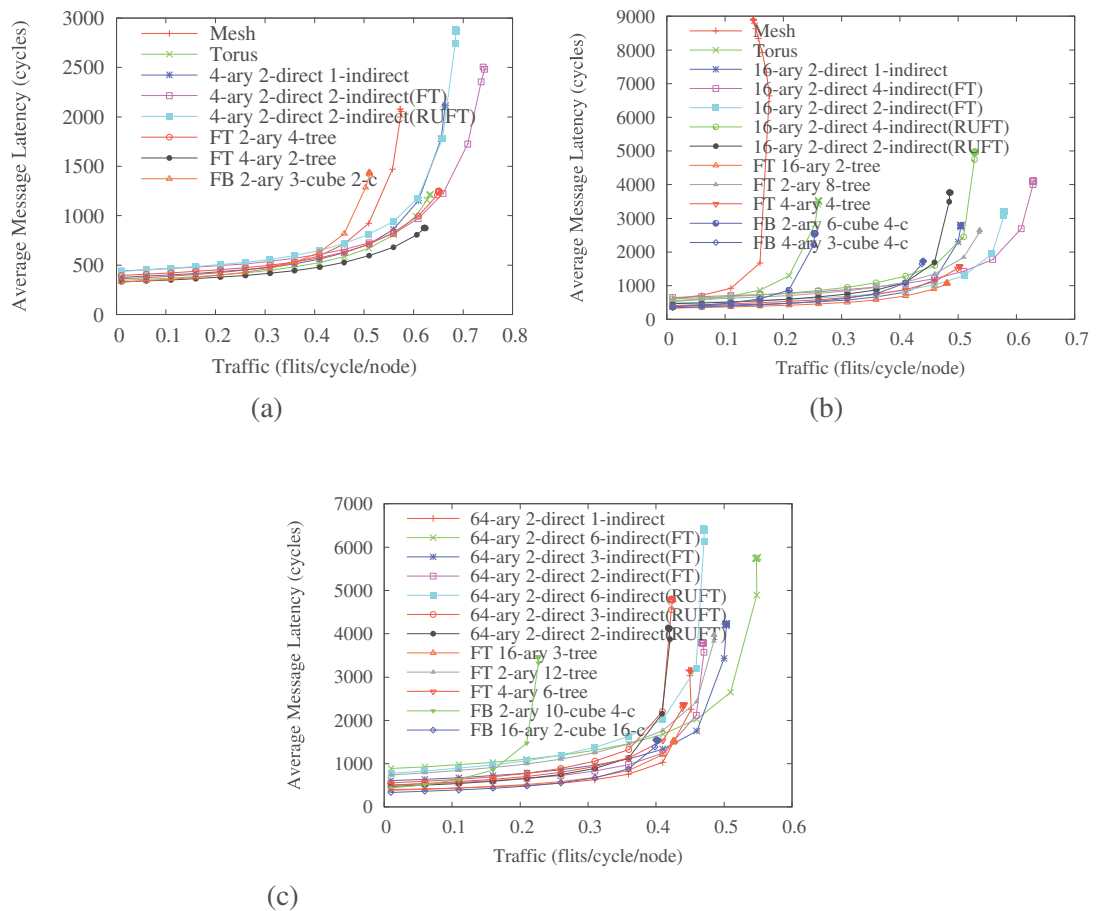 3000
2500
2000
1500
1000
500
0
Average Message Latency (cycles)
Mesh
Torus
4-ary 2-direct 1-indirect
4-ary 2-direct 2-indirect(FT)
4-ary 2-direct 2-indirect(RUFT)
FT 2-ary 4-tree
FT 4-ary 2-tree
FB 2-ary 3-cube 2-c
0 0.1 0.2 0.3 0.4 0.5 0.6 0.7 0.8
Traffic (flits/cycle/node)
(a)
9000
8000
7000
6000
5000
4000
3000
2000
1000
0
Average Message Latency (cycles)
Mesh
Torus
16-ary 2-direct 1-indirect
16-ary 2-direct 4-indirect(FT)
16-ary 2-direct 2-indirect(FT)
16-ary 2-direct 4-indirect(RUFT)
16-ary 2-direct 2-indirect(RUFT)
FT 16-ary 2-tree
FT 2-ary 8-tree
FT 4-ary 4-tree
FB 2-ary 6-cube 4-c
FB 4-ary 3-cube 4-c
0 0.1 0.2 0.3 0.4 0.5 0.6 0.7
Traffic (flits/cycle/node)
(b)
7000
6000
5000
4000
3000
2000
1000
0
Average Message Latency (cycles)
64-ary 2-direct 1-indirect
64-ary 2-direct 6-indirect(FT)
64-ary 2-direct 3-indirect(FT)
64-ary 2-direct 2-indirect(FT)
64-ary 2-direct 6-indirect(RUFT)
64-ary 2-direct 3-indirect(RUFT)
64-ary 2-direct 2-indirect(RUFT)
FT 16-ary 3-tree
FT 2-ary 12-tree
FT 4-ary 6-tree
FB 2-ary 10-cube 4-c
FB 16-ary 2-cube 16-c
0 0.1 0.2 0.3 0.4 0.5 0.6
Traffic (flits/cycle/node)
(c)